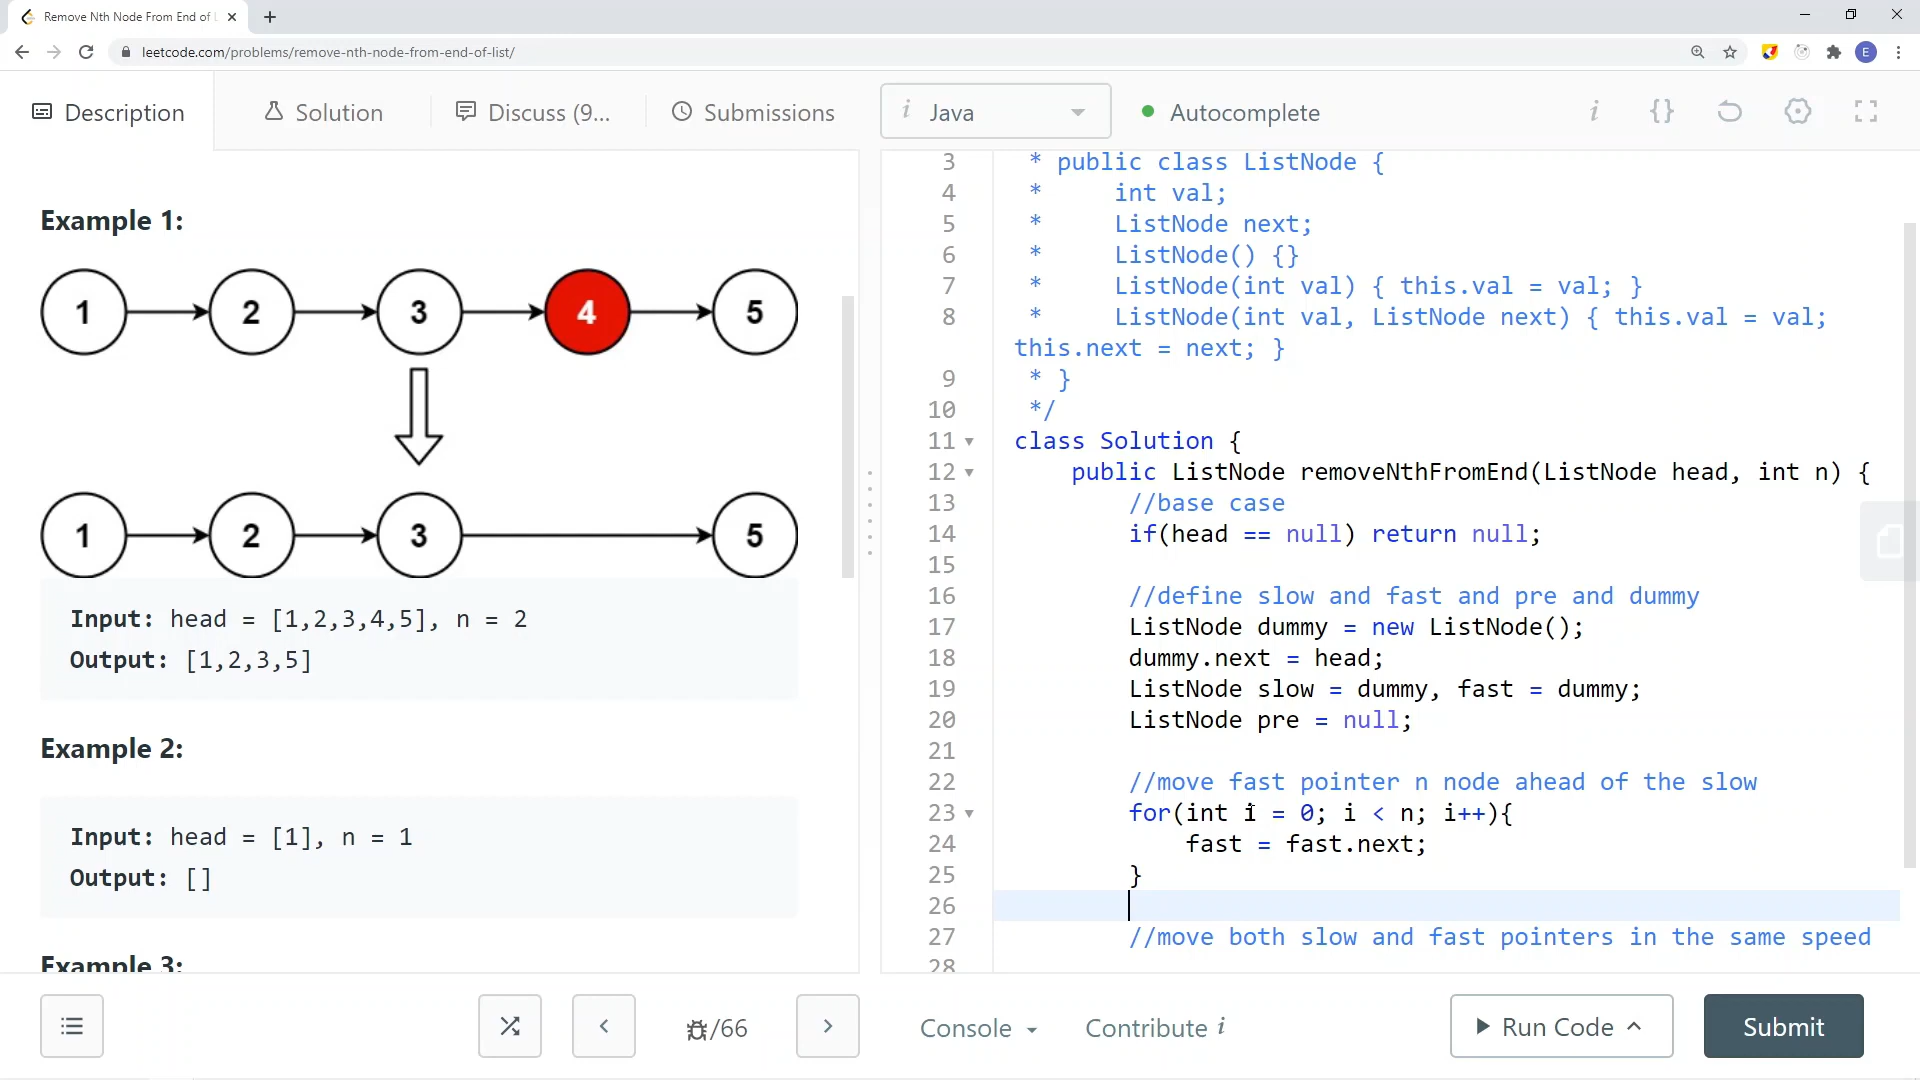 Remove Nth Node From End of L
leetcode.com/problems/remove-nth-node-from-end-of-list/
E
Description
Solution
Discuss (9...
Submissions
i Java
Autocomplete
i {}
Example 1:
1 2 3 4 5
1 2 3 5
Input: head = [1,2,3,4,5], n = 2
Output: [1,2,3,5]
Example 2:
Input: head = [1], n = 1
Output: []
Example 3:
3 * public class ListNode {
4 *     int val;
5 *     ListNode next;
6 *     ListNode() {}
7 *     ListNode(int val) { this.val = val; }
8 *     ListNode(int val, ListNode next) { this.val = val;
this.next = next; }
9 * }
10 */
11 class Solution {
12     public ListNode removeNthFromEnd(ListNode head, int n) {
13         //base case
14         if(head == null) return null;
15
16         //define slow and fast and pre and dummy
17         ListNode dummy = new ListNode();
18         dummy.next = head;
19         ListNode slow = dummy, fast = dummy;
20         ListNode pre = null;
21
22         //move fast pointer n node ahead of the slow
23         for(int i = 0; i < n; i++){
24             fast = fast.next;
25         }
26
27         //move both slow and fast pointers in the same speed
28
/66
Console
Contribute i
Run Code
Submit